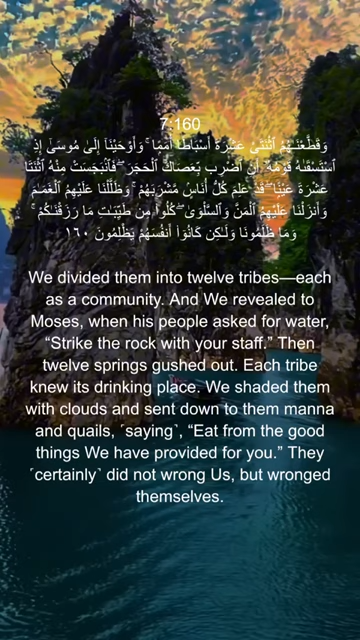 7:160
وَقَطَّعْنَـٰهُمُ ٱثْنَتَىْ عَشْرَةَ أَسْبَاطًا أُمَمًا ۚ وَأَوْحَيْنَآ إِلَىٰ مُوسَىٰٓ إِذِ
ٱسْتَسْقَىٰهُ قَوْمُهُۥٓ أَنِ ٱضْرِب بِّعَصَاكَ ٱلْحَجَرَ ۖ فَٱنۢبَجَسَتْ مِنْهُ ٱثْنَتَا
عَشْرَةَ عَيْنًا ۖ قَدْ عَلِمَ كُلُّ أُنَاسٍ مَّشْرَبَهُمْ ۚ وَظَلَّلْنَا عَلَيْهِمُ ٱلْغَمَـٰمَ
وَأَنزَلْنَا عَلَيْهِمُ ٱلْمَنَّ وَٱلسَّلْوَىٰ ۖ كُلُوا۟ مِن طَيِّبَـٰتِ مَا رَزَقْنَـٰكُمْ ۚ
وَمَا ظَلَمُونَا وَلَـٰكِن كَانُوٓا۟ أَنفُسَهُمْ يَظْلِمُونَ ١٦٠
We divided them into twelve tribes—each
as a community. And We revealed to
Moses, when his people asked for water,
“Strike the rock with your staff.” Then
twelve springs gushed out. Each tribe
knew its drinking place. We shaded them
with clouds and sent down to them manna
and quails, ˹saying˺, “Eat from the good
things We have provided for you.” They
˹certainly˺ did not wrong Us, but wronged
themselves.